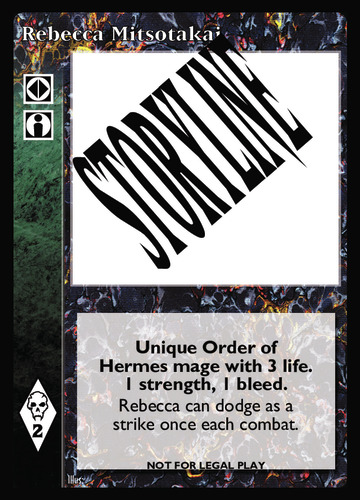 Rebecca Mitsotakai
STORYLINE
Unique Order of
Hermes mage with 3 life.
1 strength, 1 bleed.
Rebecca can dodge as a
strike once each combat.
2
NOT FOR LEGAL PLAY
Illus: